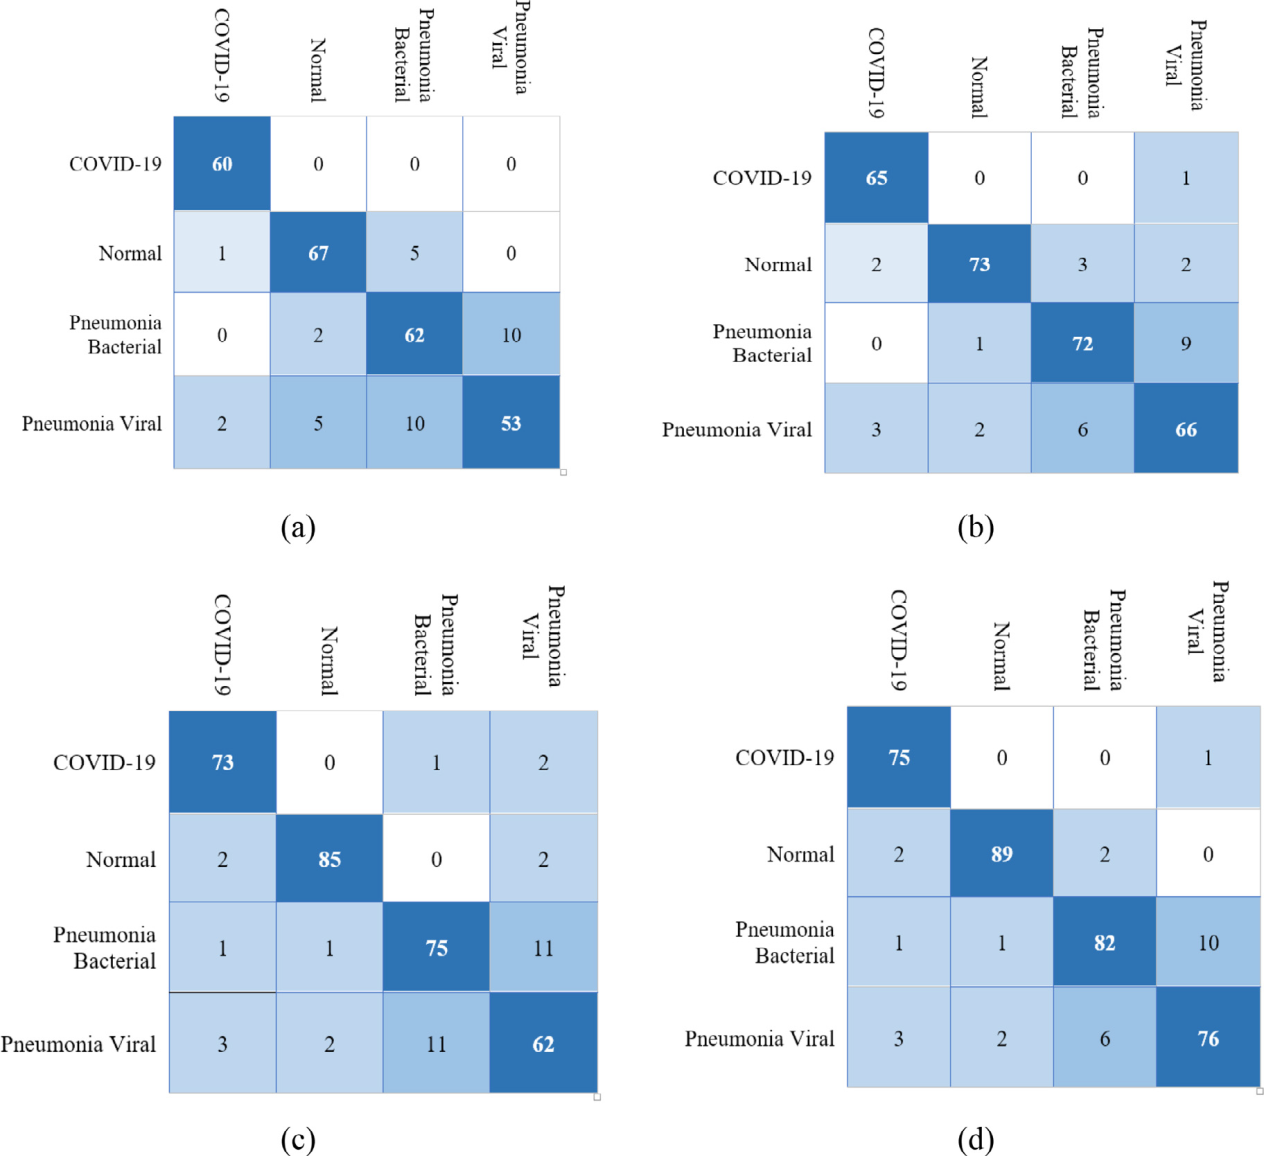 COVID-19
Normal
Pneumonia
Bacterial
Pneumonia
Viral
COVID-19 60 0 0 0
Normal 1 67 5 0
Pneumonia
Bacterial 0 2 62 10
Pneumonia Viral 2 5 10 53
(a)
COVID-19
Normal
Pneumonia
Bacterial
Pneumonia
Viral
COVID-19 65 0 0 1
Normal 2 73 3 2
Pneumonia
Bacterial 0 1 72 9
Pneumonia Viral 3 2 6 66
(b)
COVID-19
Normal
Pneumonia
Bacterial
Pneumonia
Viral
COVID-19 73 0 1 2
Normal 2 85 0 2
Pneumonia
Bacterial 1 1 75 11
Pneumonia Viral 3 2 11 62
(c)
COVID-19
Normal
Pneumonia
Bacterial
Pneumonia
Viral
COVID-19 75 0 0 1
Normal 2 89 2 0
Pneumonia
Bacterial 1 1 82 10
Pneumonia Viral 3 2 6 76
(d)